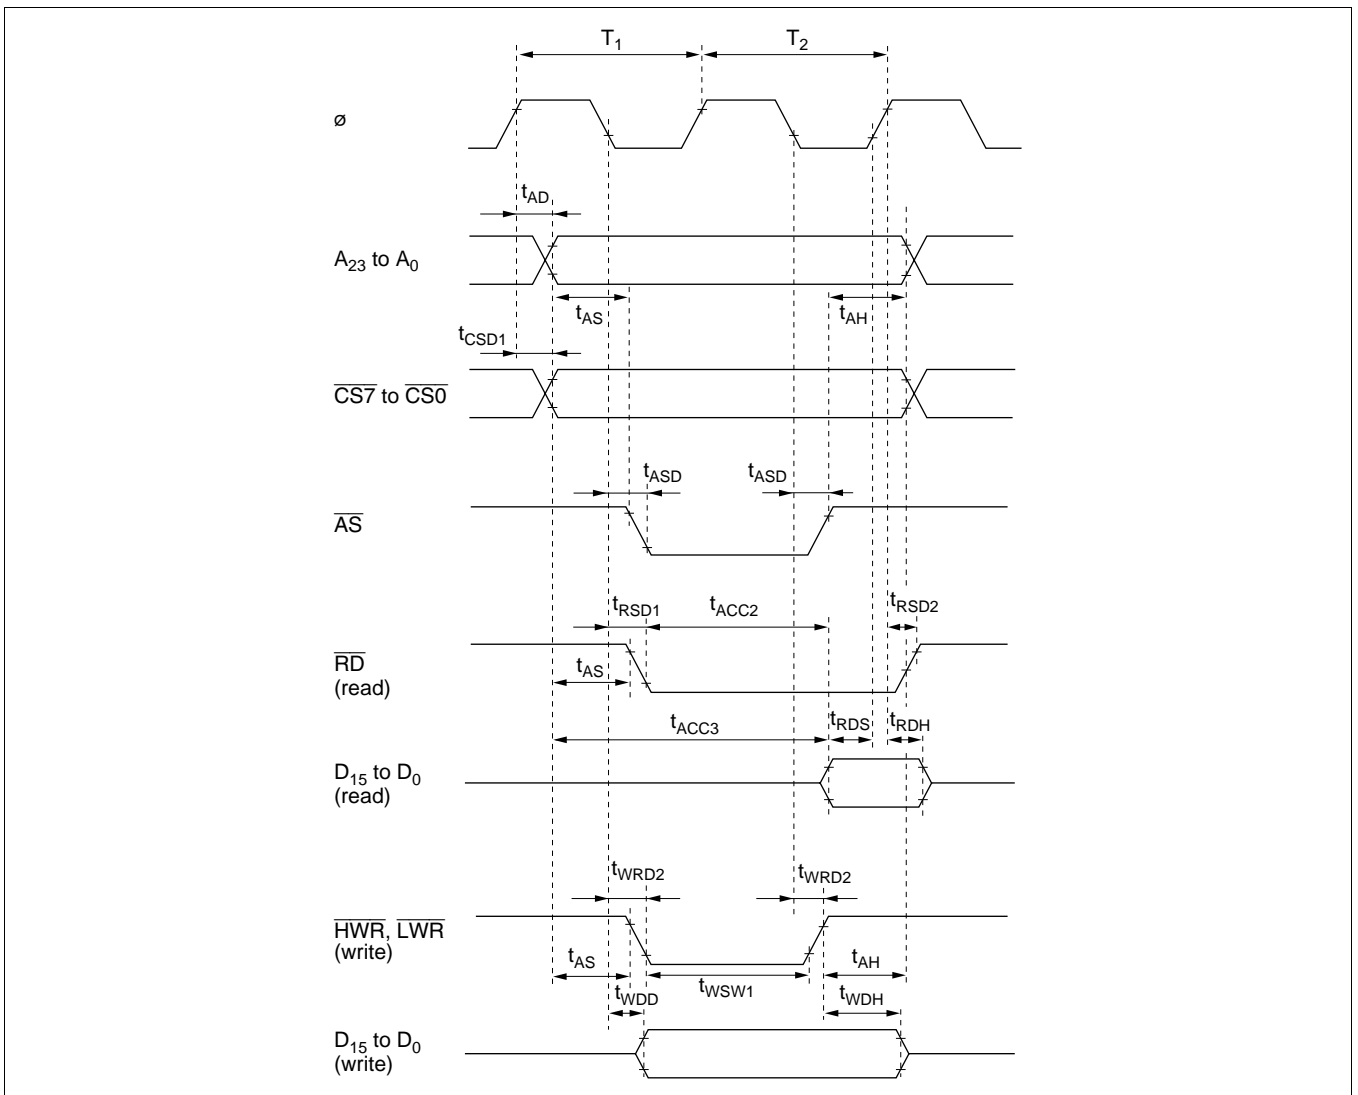 T1 T2
ø
tAD
A23 to A0
tAS tAH
tCSD1
CS7 to CS0
tASD tASD
AS
tRSD1 tACC2 tRSD2
RD
(read)
tAS
tACC3 tRDS tRDH
D15 to D0
(read)
tWRD2 tWRD2
HWR, LWR
(write)
tAS tAH
tWSW1
tWDD tWDH
D15 to D0
(write)